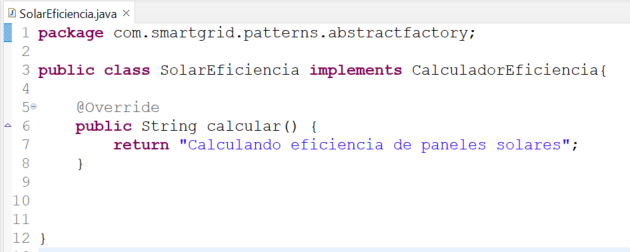 SolarEficiencia.java
1 package com.smartgrid.patterns.abstractfactory;
2
3 public class SolarEficiencia implements CalculadorEficiencia{
4
5 @Override
6 public String calcular() {
7 return "Calculando eficiencia de paneles solares";
8 }
9
10
11
12 }